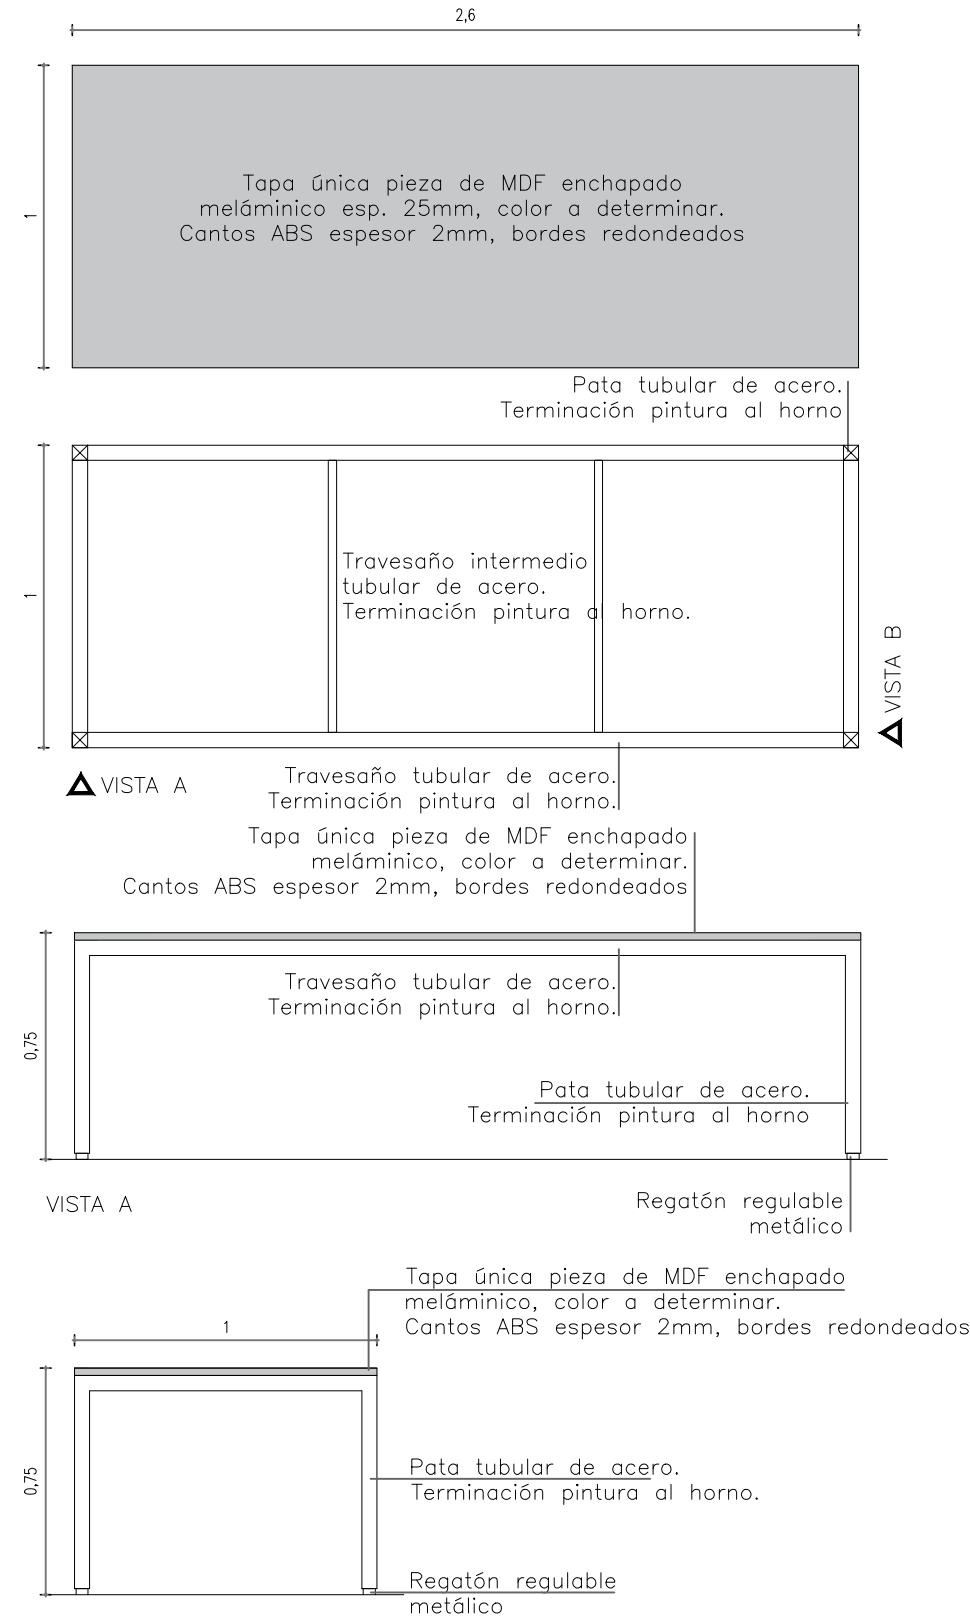 2,6
1
Tapa única pieza de MDF enchapado
meláminico esp. 25mm, color a determinar.
Cantos ABS espesor 2mm, bordes redondeados
Pata tubular de acero.
Terminación pintura al horno
1
Travesaño intermedio
tubular de acero.
Terminación pintura al horno.
VISTA B
VISTA A
Travesaño tubular de acero.
Terminación pintura al horno.
Tapa única pieza de MDF enchapado
meláminico, color a determinar.
Cantos ABS espesor 2mm, bordes redondeados
Travesaño tubular de acero.
Terminación pintura al horno.
0,75
Pata tubular de acero.
Terminación pintura al horno
VISTA A
Regatón regulable
metálico
Tapa única pieza de MDF enchapado
meláminico, color a determinar.
Cantos ABS espesor 2mm, bordes redondeados
1
0,75
Pata tubular de acero.
Terminación pintura al horno.
Regatón regulable
metálico